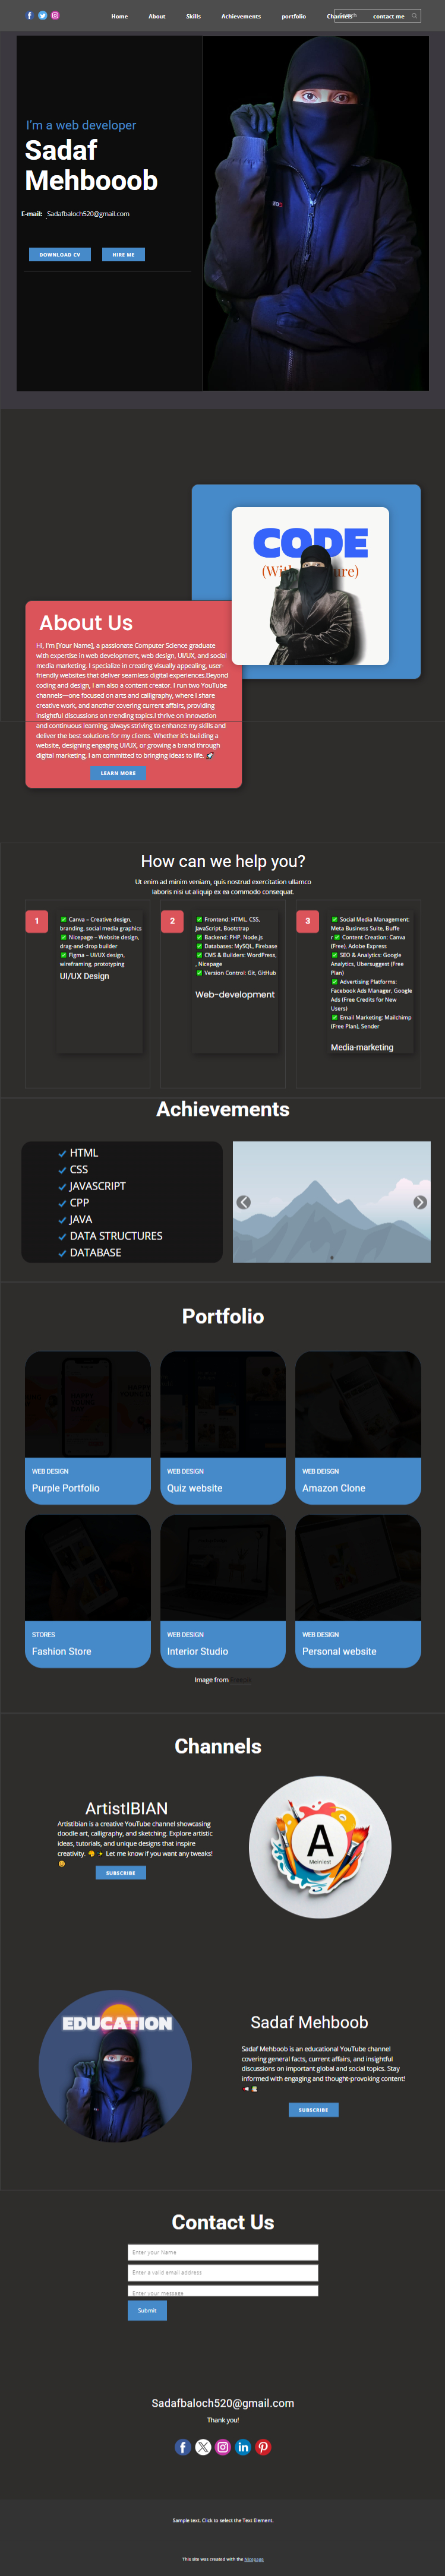 Home About Skills Achievements portfolio Channels contact me
I'm a web developer
Sadaf
Mehbooob
E-mail: Sadafbaloch520@gmail.com
DOWNLOAD CV HIRE ME
CODE
About Us
Hi, I'm [Your Name], a passionate Computer Science graduate
with expertise in web development, web design, UI/UX, and social
media marketing. I specialize in creating visually appealing, user-
friendly websites that deliver seamless digital experiences.Beyond
coding and design, I am also a content creator. I run two YouTube
channels—one focused on arts and calligraphy, where I share
creative work, and another covering current affairs, providing
insightful discussions on trending topics.I thrive on innovation
and continuous learning, always striving to enhance my skills and
deliver the best solutions for my clients. Whether it's building a
website, designing engaging UI/UX, or growing a brand through
digital marketing, I am committed to bringing ideas to life. 🚀
LEARN MORE
How can we help you?
Ut enim ad minim veniam, quis nostrud exercitation ullamco
laboris nisi ut aliquip ex ea commodo consequat.
1
✅ Canva – Creative design,
branding, social media graphics
✅ Nicepage – Website design,
drag-and-drop builder
✅ Figma – UI/UX design,
wireframing, prototyping
UI/UX Design
2
✅ Frontend: HTML, CSS,
JavaScript, Bootstrap
✅ Backend: PHP, Node.js
✅ Databases: MySQL, Firebase
✅ CMS & Builders: WordPress,
, Nicepage
✅ Version Control: Git, GitHub
Web-development
3
✅ Social Media Management:
Meta Business Suite, Buffe
r✅ Content Creation: Canva
(Free), Adobe Express
✅ SEO & Analytics: Google
Analytics, Ubersuggest (Free
Plan)
✅ Advertising Platforms:
Facebook Ads Manager, Google
Ads (Free Credits for New
Users)
✅ Email Marketing: Mailchimp
(Free Plan), Sender
Media-marketing
Achievements
HTML
CSS
JAVASCRIPT
CPP
JAVA
DATA STRUCTURES
DATABASE
Portfolio
WEB DESIGN
Purple Portfolio
WEB DESIGN
Quiz website
WEB DEISGN
Amazon Clone
STORES
Fashion Store
WEB DESIGN
Interior Studio
WEB DESIGN
Personal website
Image from
Channels
ArtistIBIAN
Artistibian is a creative YouTube channel showcasing
doodle art, calligraphy, and sketching. Explore artistic
ideas, tutorials, and unique designs that inspire
creativity. 🎨 ✨ Let me know if you want any tweaks!
😊
SUBSCRIBE
A
Meiniest
EDUCATION
Sadaf Mehboob
Sadaf Mehboob is an educational YouTube channel
covering general facts, current affairs, and insightful
discussions on important global and social topics. Stay
informed with engaging and thought-provoking content!
SUBSCRIBE
Contact Us
Enter your Name
Enter a valid email address
Enter your message
Submit
Sadafbaloch520@gmail.com
Thank you!
Sample text. Click to select the Text Element.
This site was created with the Nicepage